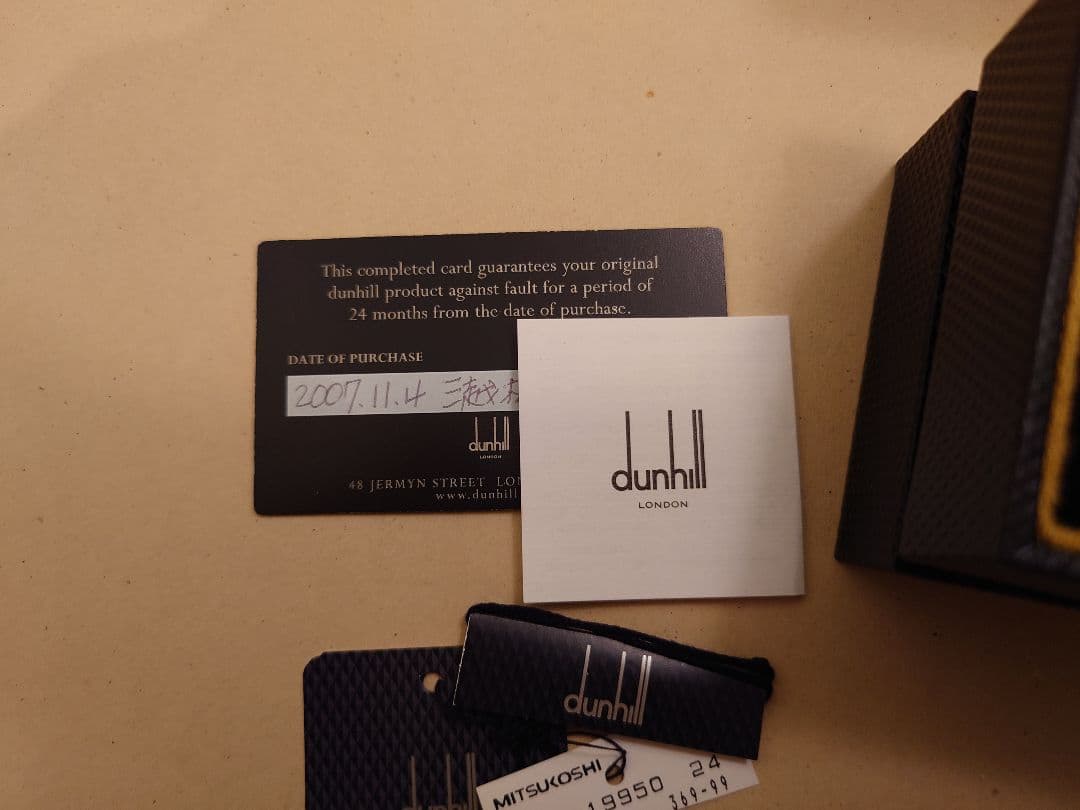 This completed card guarantees your original
dunhill product against fault for a period of
24 months from the date of purchase.
DATE OF PURCHASE
2007.11.4 三越
dunhill
LONDON
48 JERMYN STREET
www.dunhill
dunhill
LONDON
dunhill
dunhill
MITSUKOSHI
19950 24
369-99